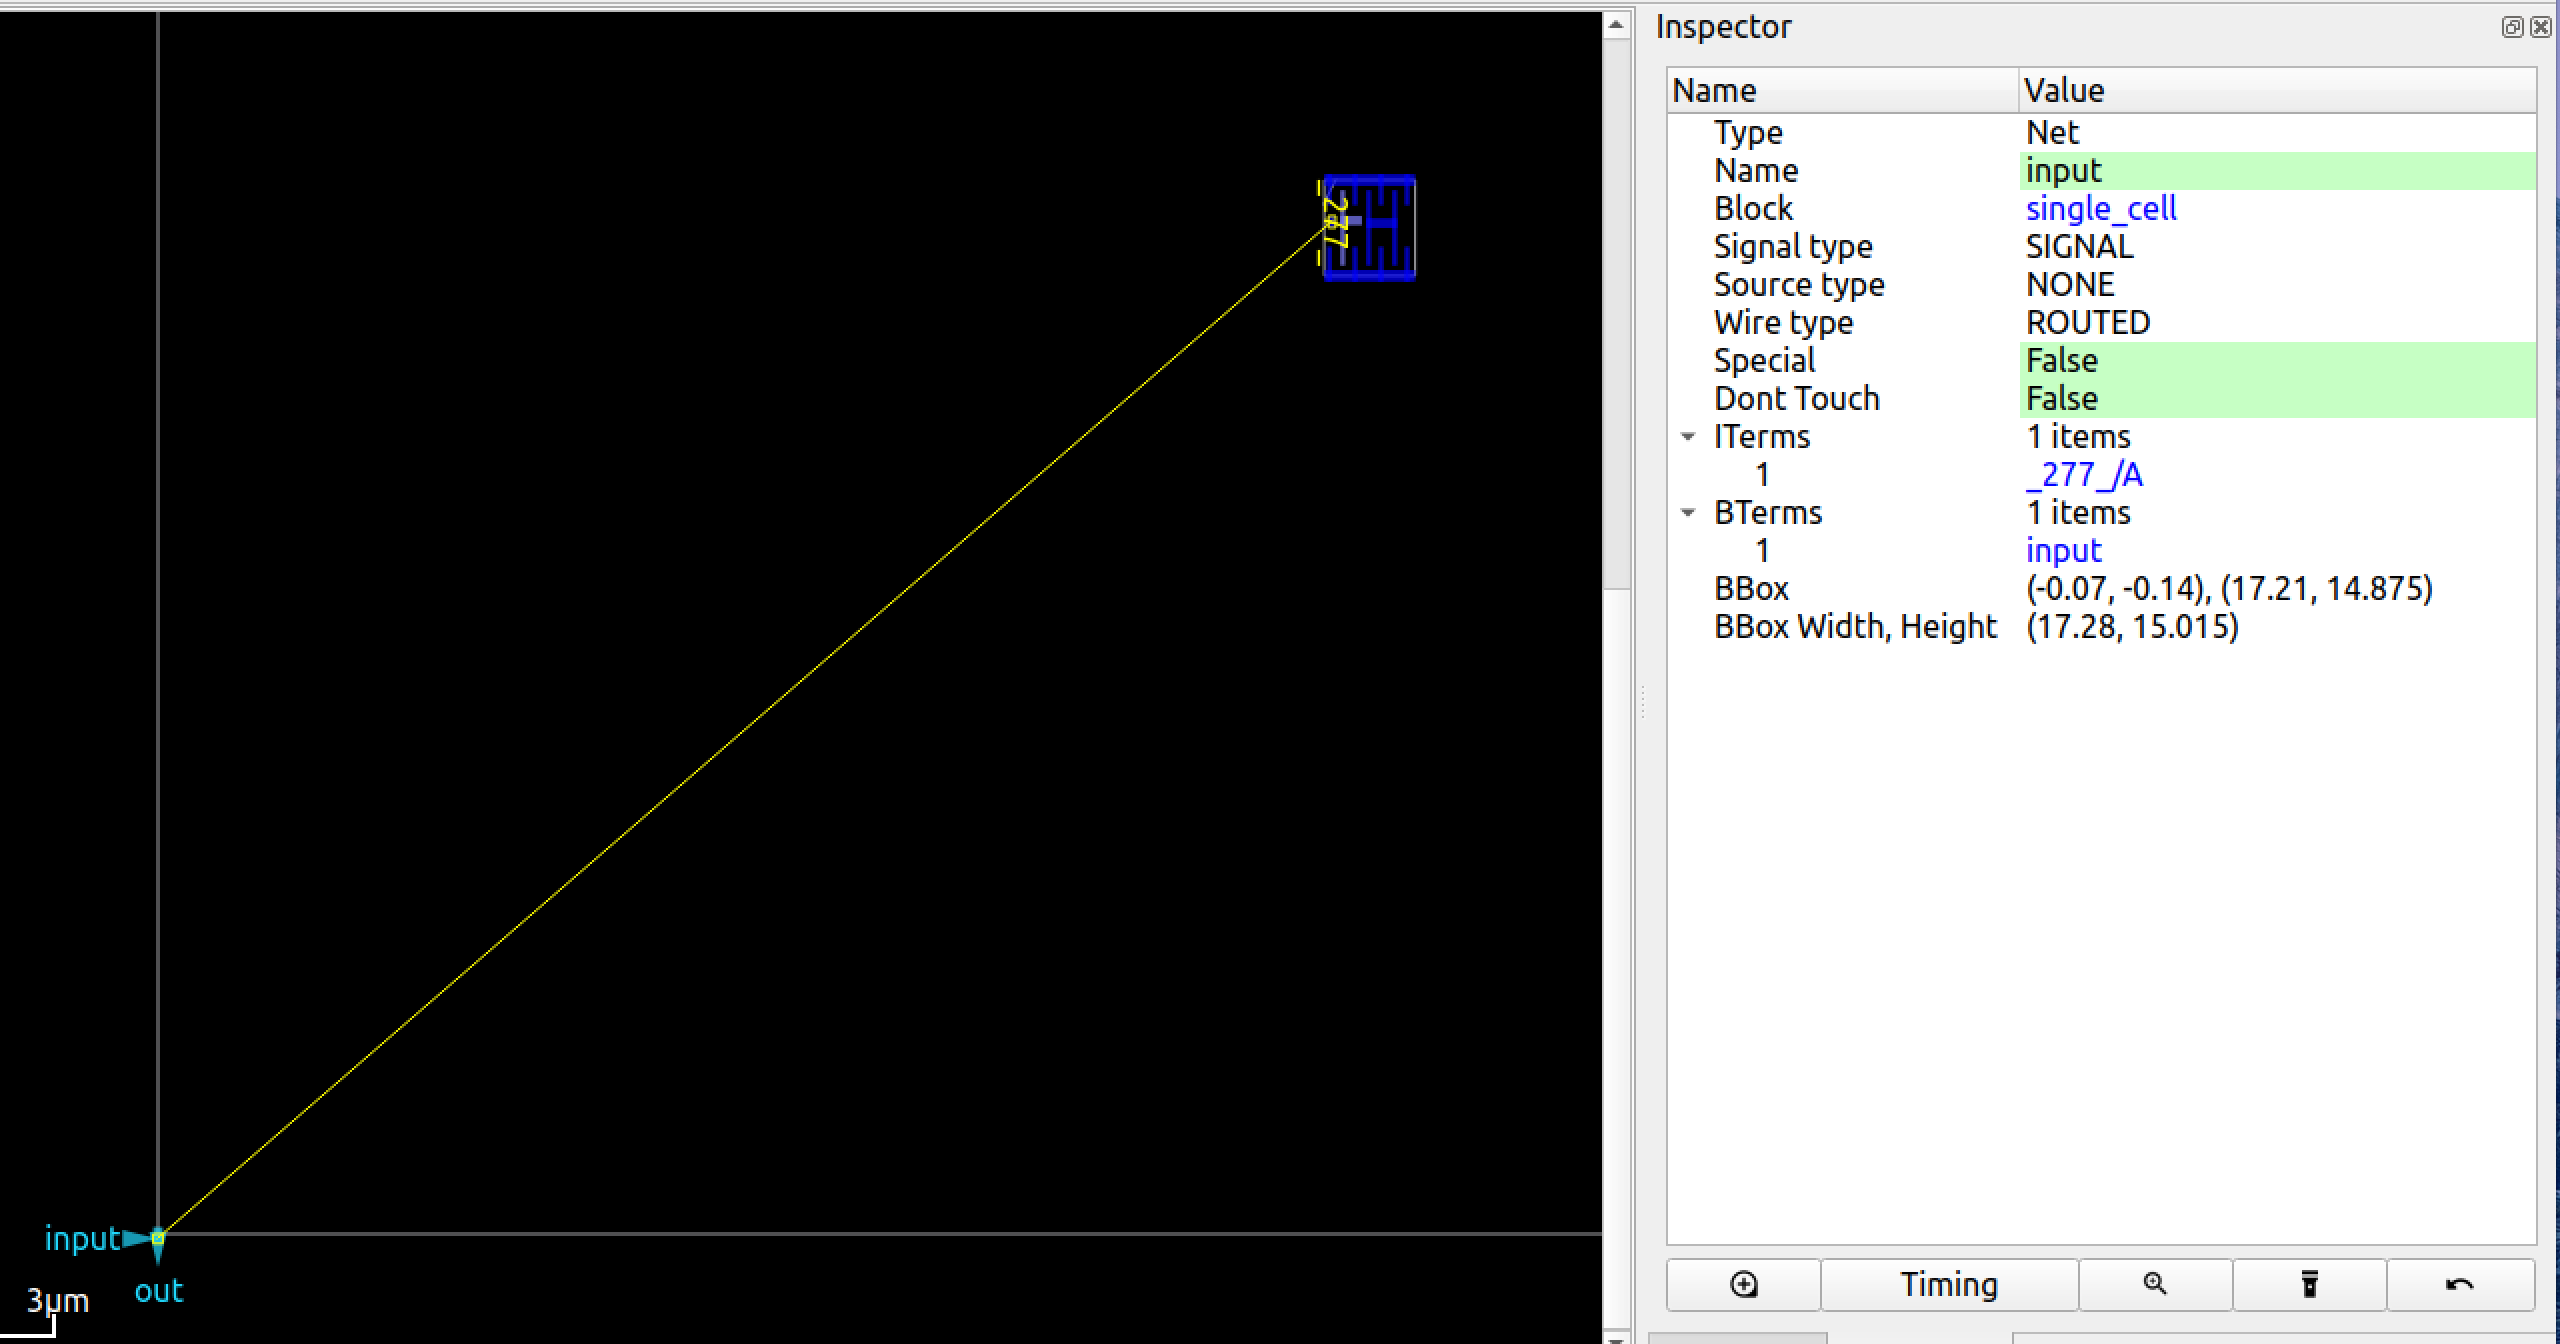 _277_
input
out
3μm
Inspector
Name Value
Type Net
Name input
Block single_cell
Signal type SIGNAL
Source type NONE
Wire type ROUTED
Special False
Dont Touch False
ITerms 1 items
1 _277_/A
BTerms 1 items
1 input
BBox (-0.07, -0.14), (17.21, 14.875)
BBox Width, Height (17.28, 15.015)
Timing